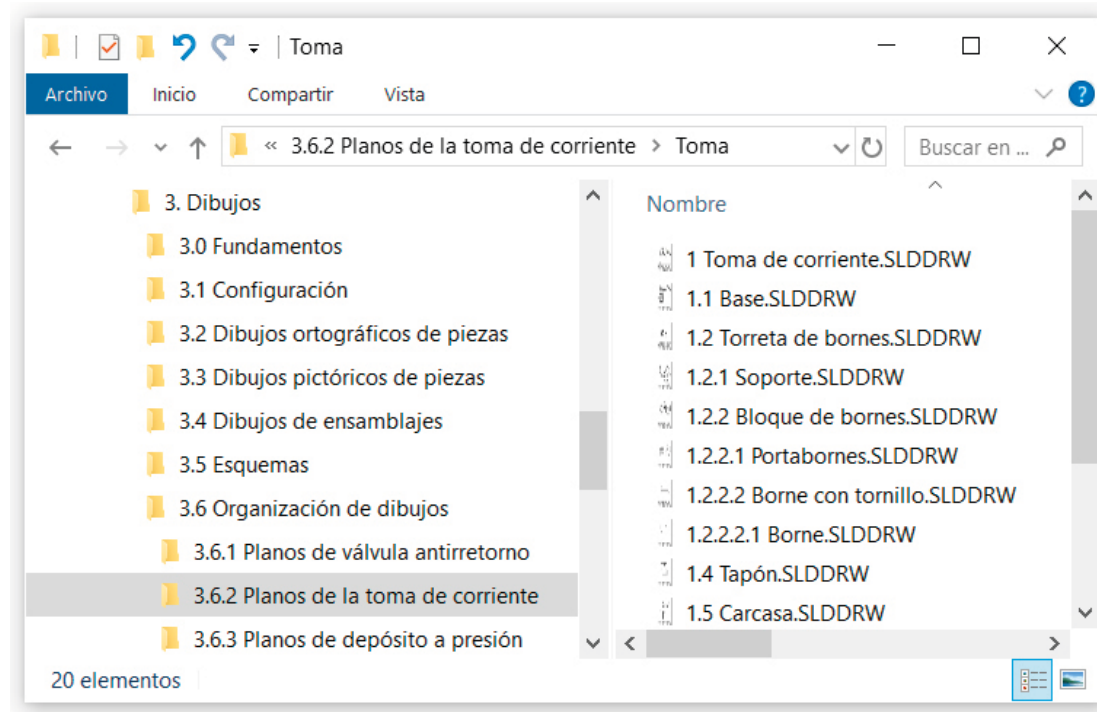 Toma
Archivo Inicio Compartir Vista
« 3.6.2 Planos de la toma de corriente > Toma Buscar en ...
3. Dibujos
3.0 Fundamentos
3.1 Configuración
3.2 Dibujos ortográficos de piezas
3.3 Dibujos pictóricos de piezas
3.4 Dibujos de ensamblajes
3.5 Esquemas
3.6 Organización de dibujos
3.6.1 Planos de válvula antirretorno
3.6.2 Planos de la toma de corriente
3.6.3 Planos de depósito a presión
Nombre
1 Toma de corriente.SLDDRW
1.1 Base.SLDDRW
1.2 Torreta de bornes.SLDDRW
1.2.1 Soporte.SLDDRW
1.2.2 Bloque de bornes.SLDDRW
1.2.2.1 Portabornes.SLDDRW
1.2.2.2 Borne con tornillo.SLDDRW
1.2.2.2.1 Borne.SLDDRW
1.4 Tapón.SLDDRW
1.5 Carcasa.SLDDRW
20 elementos